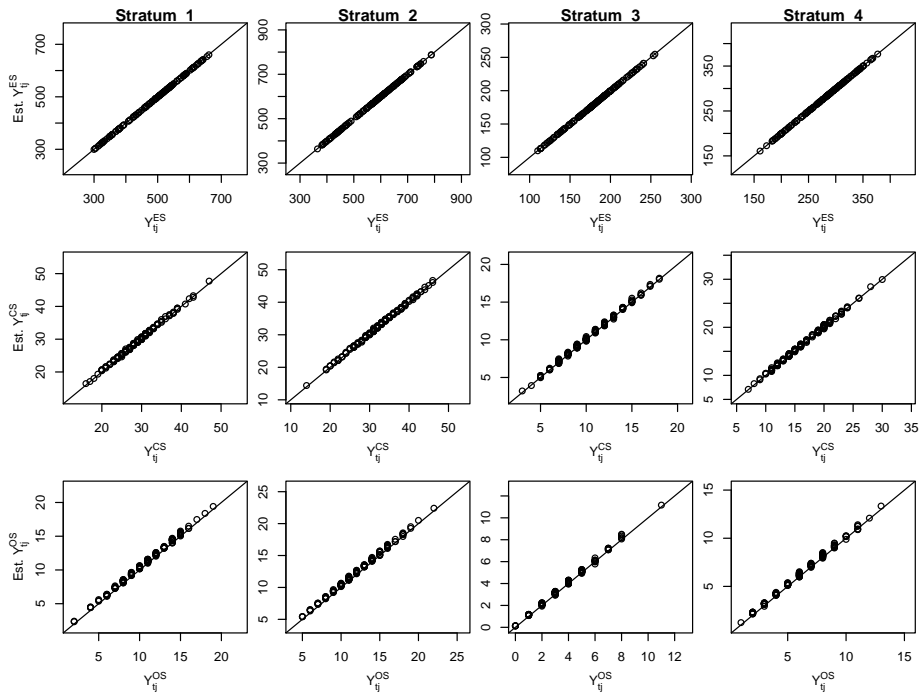 Stratum 1 Stratum 2 Stratum 3 Stratum 4
Est. Y_tj^ES
300 500 700
300 500 700
Y_tj^ES
300 500 700 900
300 500 700 900
Y_tj^ES
100 150 200 250 300
100 150 200 250 300
Y_tj^ES
150 250 350
150 250 350
Y_tj^ES
Est. Y_tj^CS
20 30 40 50
20 30 40 50
Y_tj^CS
10 20 30 40 50
10 20 30 40 50
Y_tj^CS
5 10 15 20
5 10 15 20
Y_tj^CS
5 10 20 30
5 10 15 20 25 30 35
Y_tj^CS
Est. Y_tj^OS
5 10 15 20
5 10 15 20
Y_tj^OS
5 10 15 20 25
5 10 15 20 25
Y_tj^OS
0 2 4 6 8 10 12
0 2 4 6 8 10 12
Y_tj^OS
5 10 15
5 10 15
Y_tj^OS